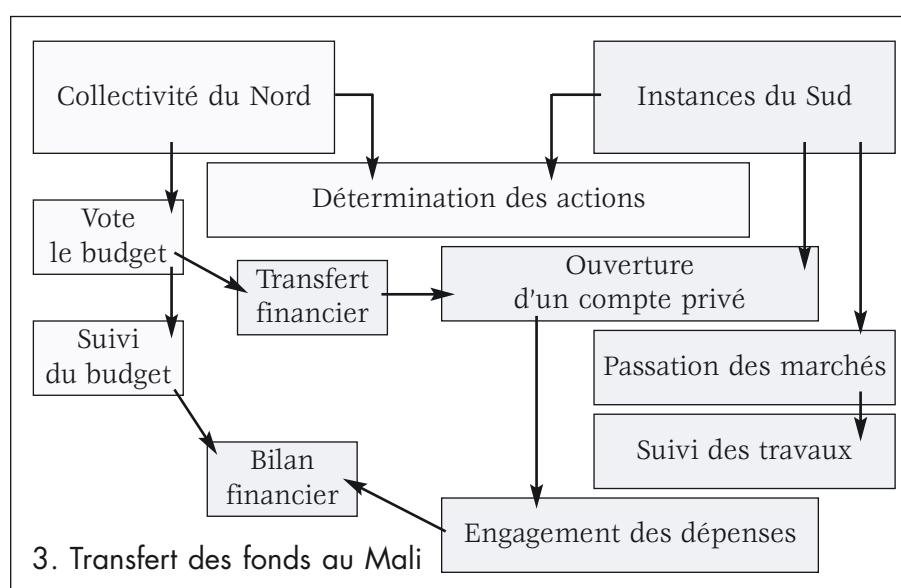 Collectivité du Nord
Instances du Sud
Détermination des actions
Vote
le budget
Transfert
financier
Ouverture
d'un compte privé
Suivi
du budget
Passation des marchés
Suivi des travaux
Bilan
financier
Engagement des dépenses
3. Transfert des fonds au Mali